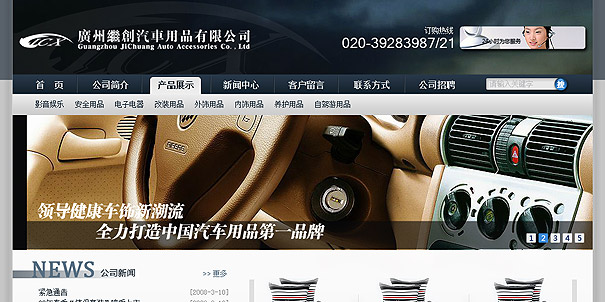 JCX
廣州繼創汽車用品有限公司
Guangzhou JiChuang Auto Accessories Co., Ltd
订购热线
020-39283987/21
24小时为您服务
首 页 公司简介 产品展示 新闻中心 客户留言 联系方式 公司招聘 请输入关键字
影音娱乐 安全用品 电子电器 改装用品 外饰用品 内饰用品 养护用品 自驾游用品
领导健康车饰新潮流
全力打造中国汽车用品第一品牌
1 2 3 4 5
NEWS 公司新闻 >> 更多
紧急通告 [2008-3-10]
[2008-3-10]